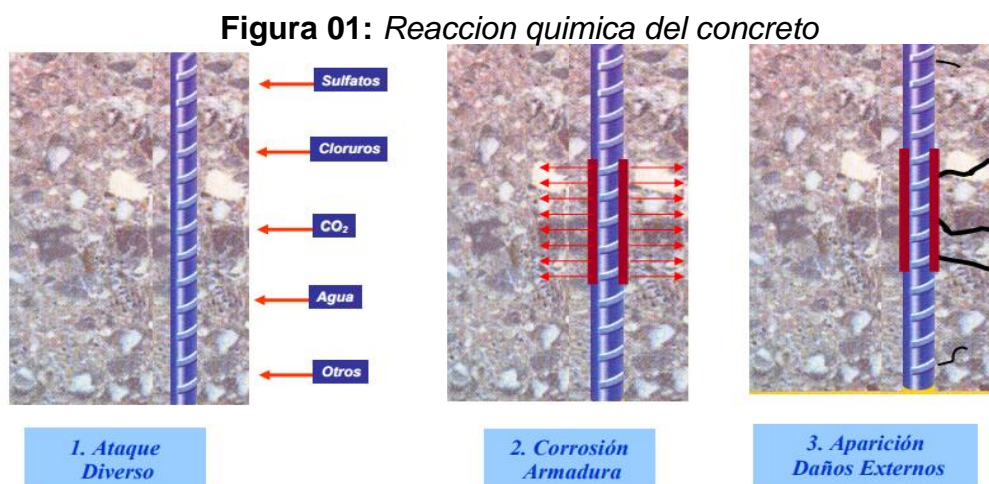 Figura 01: Reaccion quimica del concreto
Sulfatos
Cloruros
CO₂
Agua
Otros
1. Ataque
Diverso
2. Corrosión
Armadura
3. Aparición
Daños Externos